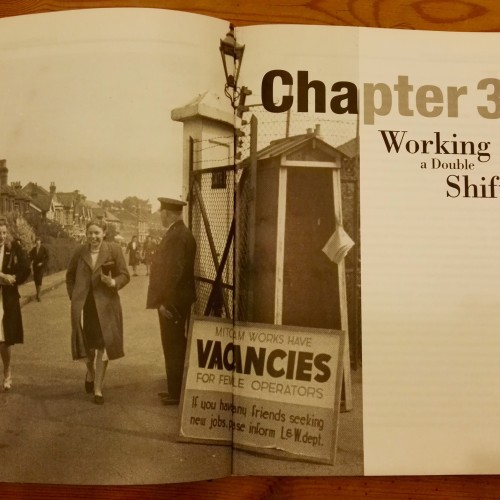 Chapter 3
Working
a Double
Shift
MITCHAM WORKS HAVE
VACANCIES
FOR FEMALE OPERATORS
If you have any friends seeking
new jobs, please inform L&W. dept.